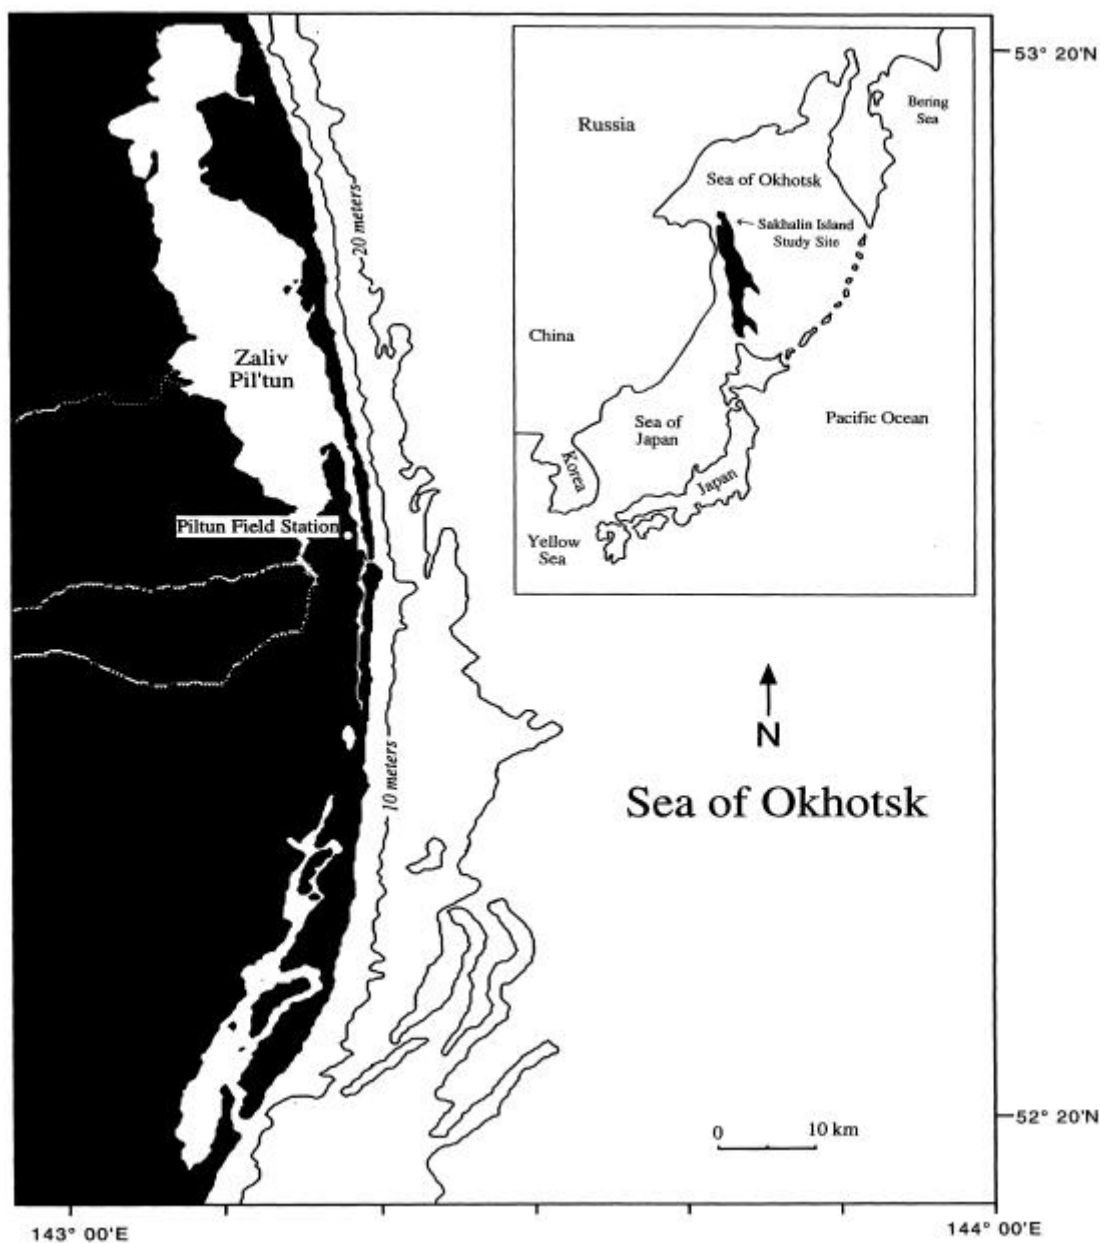 53° 20'N
Russia
Bering
Sea
Sea of Okhotsk
Sakhalin Island
Study Site
China
Pacific Ocean
Sea of
Japan
Korea
Japan
Yellow
Sea
20 meters
Zaliv
Pil'tun
Piltun Field Station
N
10 meters
Sea of Okhotsk
0 10 km
52° 20'N
143° 00'E
144° 00'E